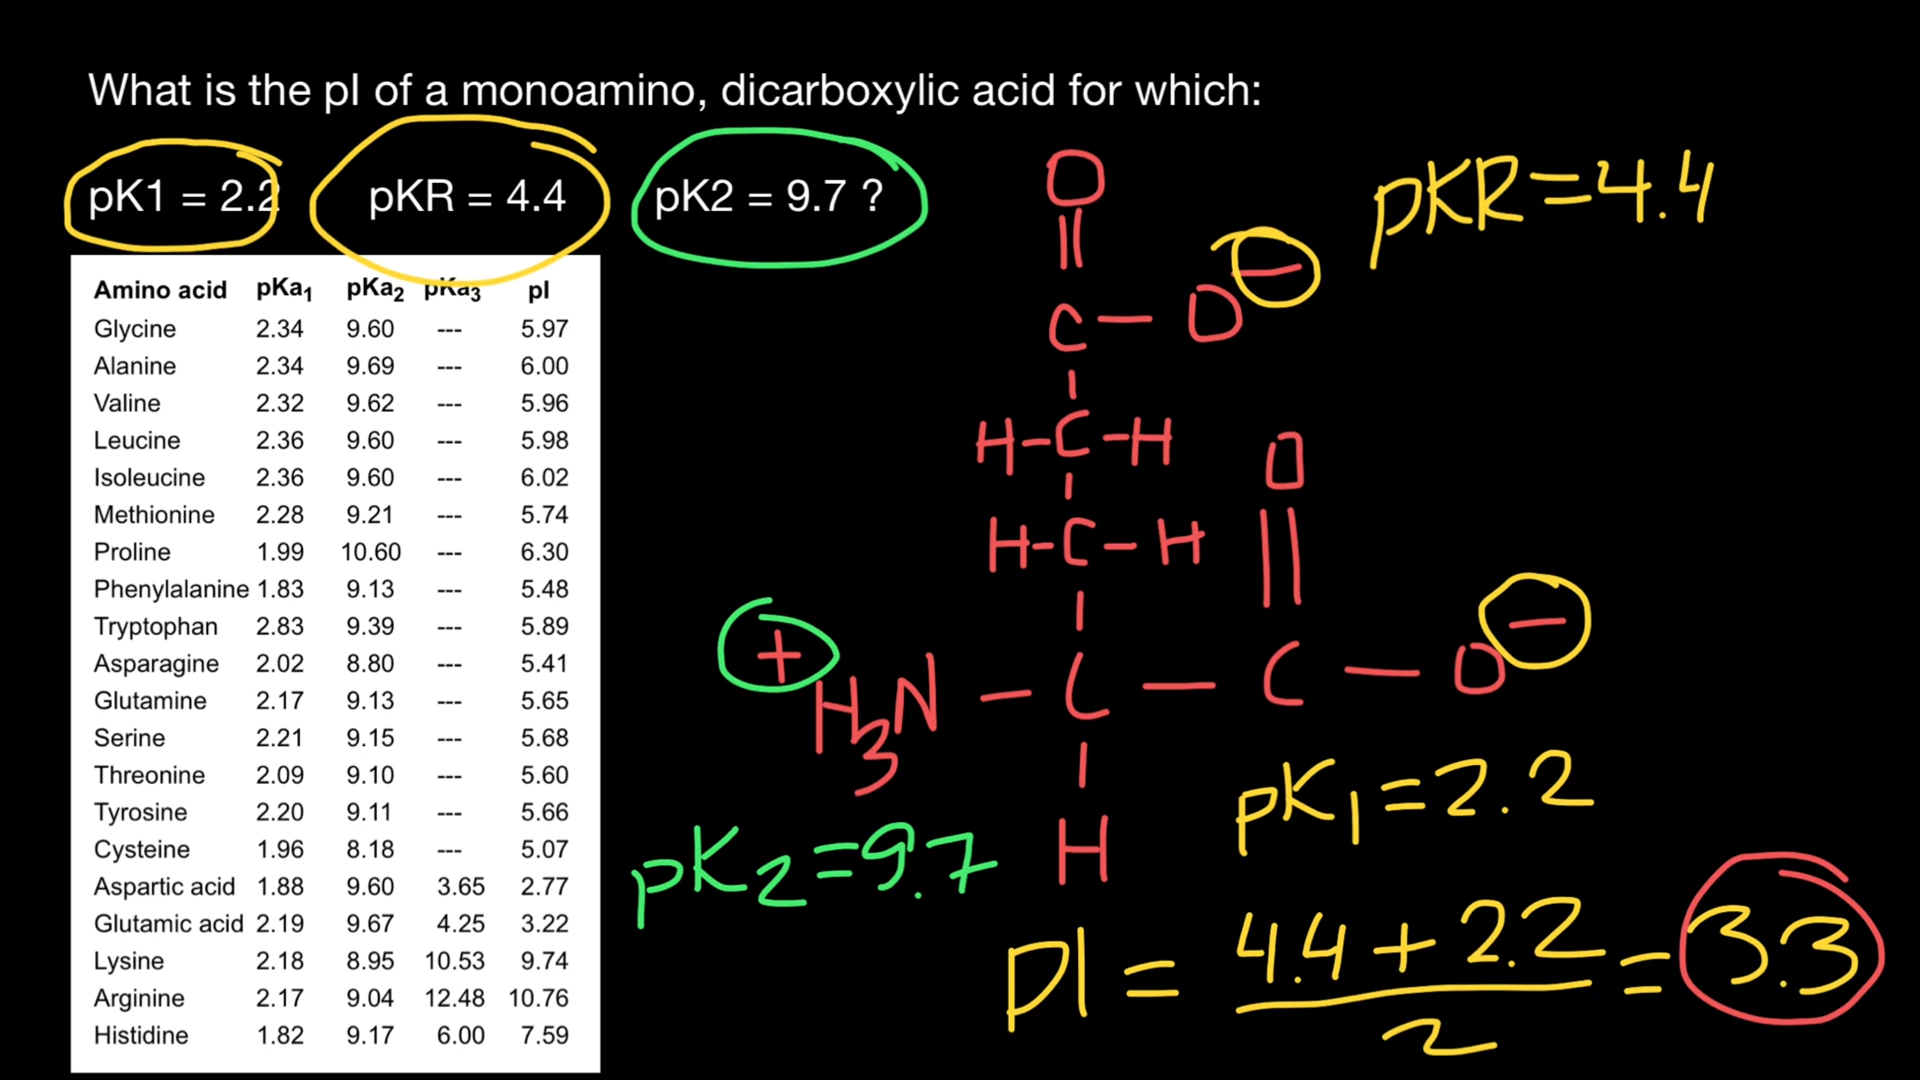 What is the pI of a monoamino, dicarboxylic acid for which:
pK1 = 2.2 pKR = 4.4 pK2 = 9.7 ?
Amino acid pKa1 pKa2 pKa3 pI
Glycine 2.34 9.60 --- 5.97
Alanine 2.34 9.69 --- 6.00
Valine 2.32 9.62 --- 5.96
Leucine 2.36 9.60 --- 5.98
Isoleucine 2.36 9.60 --- 6.02
Methionine 2.28 9.21 --- 5.74
Proline 1.99 10.60 --- 6.30
Phenylalanine 1.83 9.13 --- 5.48
Tryptophan 2.83 9.39 --- 5.89
Asparagine 2.02 8.80 --- 5.41
Glutamine 2.17 9.13 --- 5.65
Serine 2.21 9.15 --- 5.68
Threonine 2.09 9.10 --- 5.60
Tyrosine 2.20 9.11 --- 5.66
Cysteine 1.96 8.18 --- 5.07
Aspartic acid 1.88 9.60 3.65 2.77
Glutamic acid 2.19 9.67 4.25 3.22
Lysine 2.18 8.95 10.53 9.74
Arginine 2.17 9.04 12.48 10.76
Histidine 1.82 9.17 6.00 7.59
O
C — O −
H-C-H
H-C-H
O
+ H3N — C — C — O −
H
pKR=4.4
pK1=2.2
pK2=9.7
pI = 4.4 + 2.2 = 3.3
2